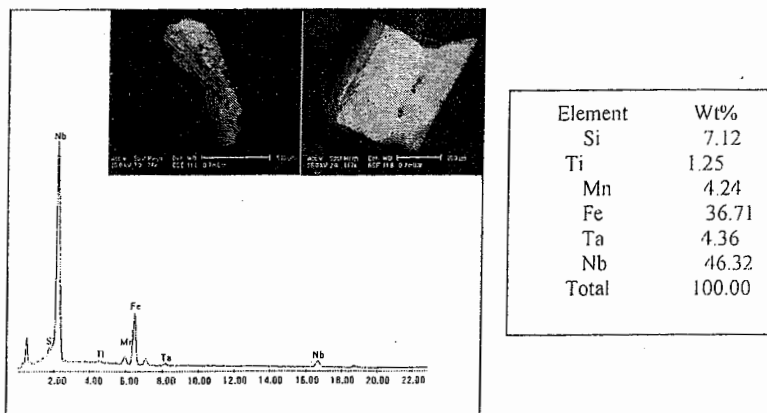 Nb
Fe
S
Ti
Mn
Ta
Nb
2.00 4.00 6.00 8.00 10.00 12.00 14.00 16.00 18.00 20.00 22.00
Element Wt%
Si 7.12
Ti 1.25
Mn 4.24
Fe 36.71
Ta 4.36
Nb 46.32
Total 100.00